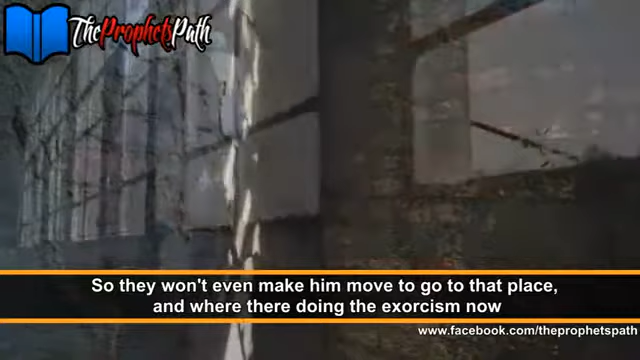 TheProphetsPath
So they won't even make him move to go to that place,
and where there doing the exorcism now
www.facebook.com/theprophetspath